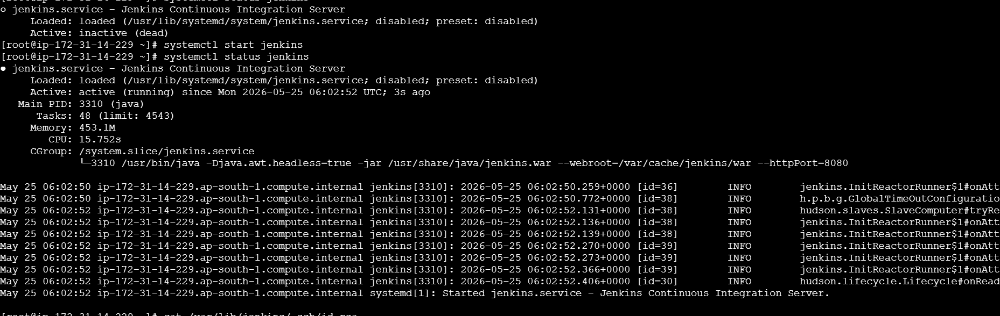 ○ jenkins.service - Jenkins Continuous Integration Server
     Loaded: loaded (/usr/lib/systemd/system/jenkins.service; disabled; preset: disabled)
     Active: inactive (dead)
[root@ip-172-31-14-229 ~]# systemctl start jenkins
[root@ip-172-31-14-229 ~]# systemctl status jenkins
● jenkins.service - Jenkins Continuous Integration Server
     Loaded: loaded (/usr/lib/systemd/system/jenkins.service; disabled; preset: disabled)
     Active: active (running) since Mon 2026-05-25 06:02:52 UTC; 3s ago
   Main PID: 3310 (java)
      Tasks: 48 (limit: 4543)
     Memory: 453.1M
        CPU: 15.752s
     CGroup: /system.slice/jenkins.service
             └─3310 /usr/bin/java -Djava.awt.headless=true -jar /usr/share/java/jenkins.war --webroot=/var/cache/jenkins/war --httpPort=8080
May 25 06:02:50 ip-172-31-14-229.ap-south-1.compute.internal jenkins[3310]: 2026-05-25 06:02:50.259+0000 [id=36]        INFO        jenkins.InitReactorRunner$1#onAtt
May 25 06:02:50 ip-172-31-14-229.ap-south-1.compute.internal jenkins[3310]: 2026-05-25 06:02:50.772+0000 [id=38]        INFO        h.p.b.g.GlobalTimeOutConfiguratio
May 25 06:02:52 ip-172-31-14-229.ap-south-1.compute.internal jenkins[3310]: 2026-05-25 06:02:52.131+0000 [id=38]        INFO        hudson.slaves.SlaveComputer#tryRe
May 25 06:02:52 ip-172-31-14-229.ap-south-1.compute.internal jenkins[3310]: 2026-05-25 06:02:52.136+0000 [id=38]        INFO        jenkins.InitReactorRunner$1#onAtt
May 25 06:02:52 ip-172-31-14-229.ap-south-1.compute.internal jenkins[3310]: 2026-05-25 06:02:52.139+0000 [id=38]        INFO        jenkins.InitReactorRunner$1#onAtt
May 25 06:02:52 ip-172-31-14-229.ap-south-1.compute.internal jenkins[3310]: 2026-05-25 06:02:52.270+0000 [id=39]        INFO        jenkins.InitReactorRunner$1#onAtt
May 25 06:02:52 ip-172-31-14-229.ap-south-1.compute.internal jenkins[3310]: 2026-05-25 06:02:52.273+0000 [id=39]        INFO        jenkins.InitReactorRunner$1#onAtt
May 25 06:02:52 ip-172-31-14-229.ap-south-1.compute.internal jenkins[3310]: 2026-05-25 06:02:52.366+0000 [id=39]        INFO        jenkins.InitReactorRunner$1#onAtt
May 25 06:02:52 ip-172-31-14-229.ap-south-1.compute.internal jenkins[3310]: 2026-05-25 06:02:52.406+0000 [id=30]        INFO        hudson.lifecycle.Lifecycle#onRead
May 25 06:02:52 ip-172-31-14-229.ap-south-1.compute.internal systemd[1]: Started jenkins.service - Jenkins Continuous Integration Server.
[root@ip-172-31-14-229 ~]# cat /var/lib/jenkins/.ssh/id_rsa